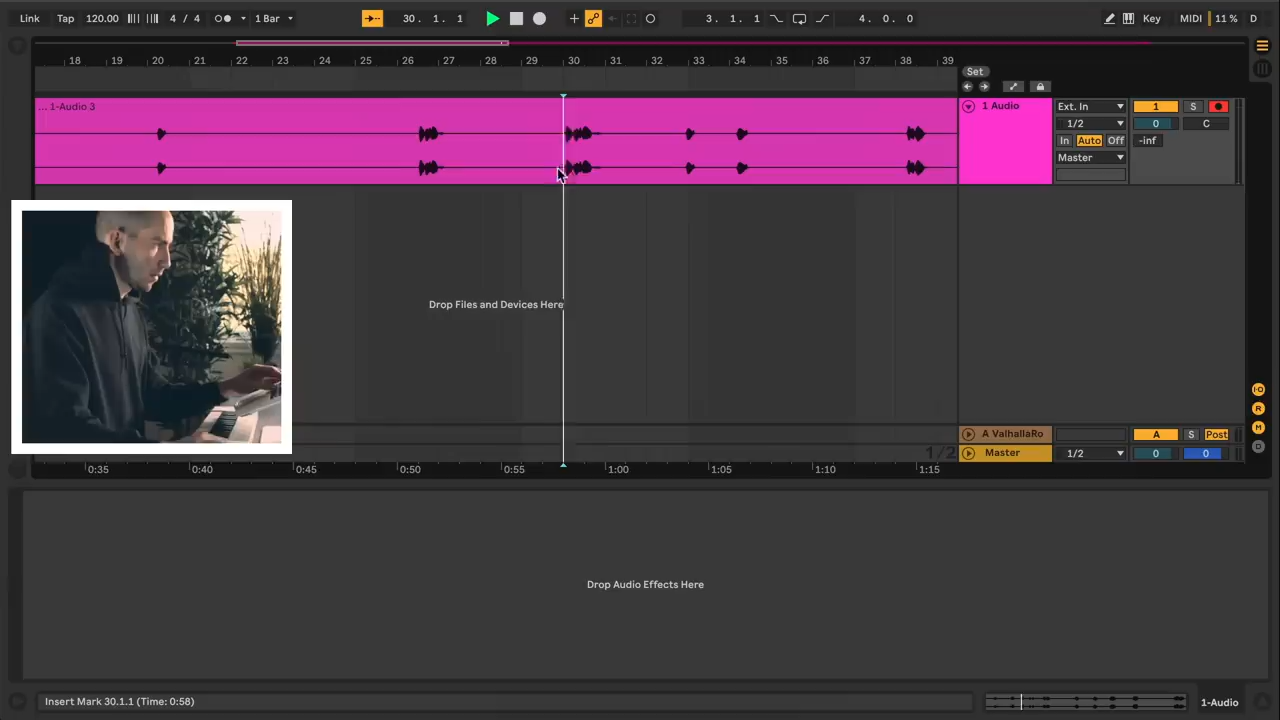 Link Tap 120.00 4 / 4 1 Bar 30. 1. 1 3. 1. 1 4. 0. 0 Key MIDI 11 % D
18 19 20 21 22 23 24 25 26 27 28 29 30 31 32 33 34 35 36 37 38 39
Set
... 1-Audio 3
1 Audio Ext. In 1 S
1/2 0 C
In Auto Off -inf
Master
Drop Files and Devices Here
I·O
R
M
D
A ValhallaRo A S Post
1/2 Master 1/2 0 0
0:35 0:40 0:45 0:50 0:55 1:00 1:05 1:10 1:15
Drop Audio Effects Here
Insert Mark 30.1.1 (Time: 0:58) 1-Audio